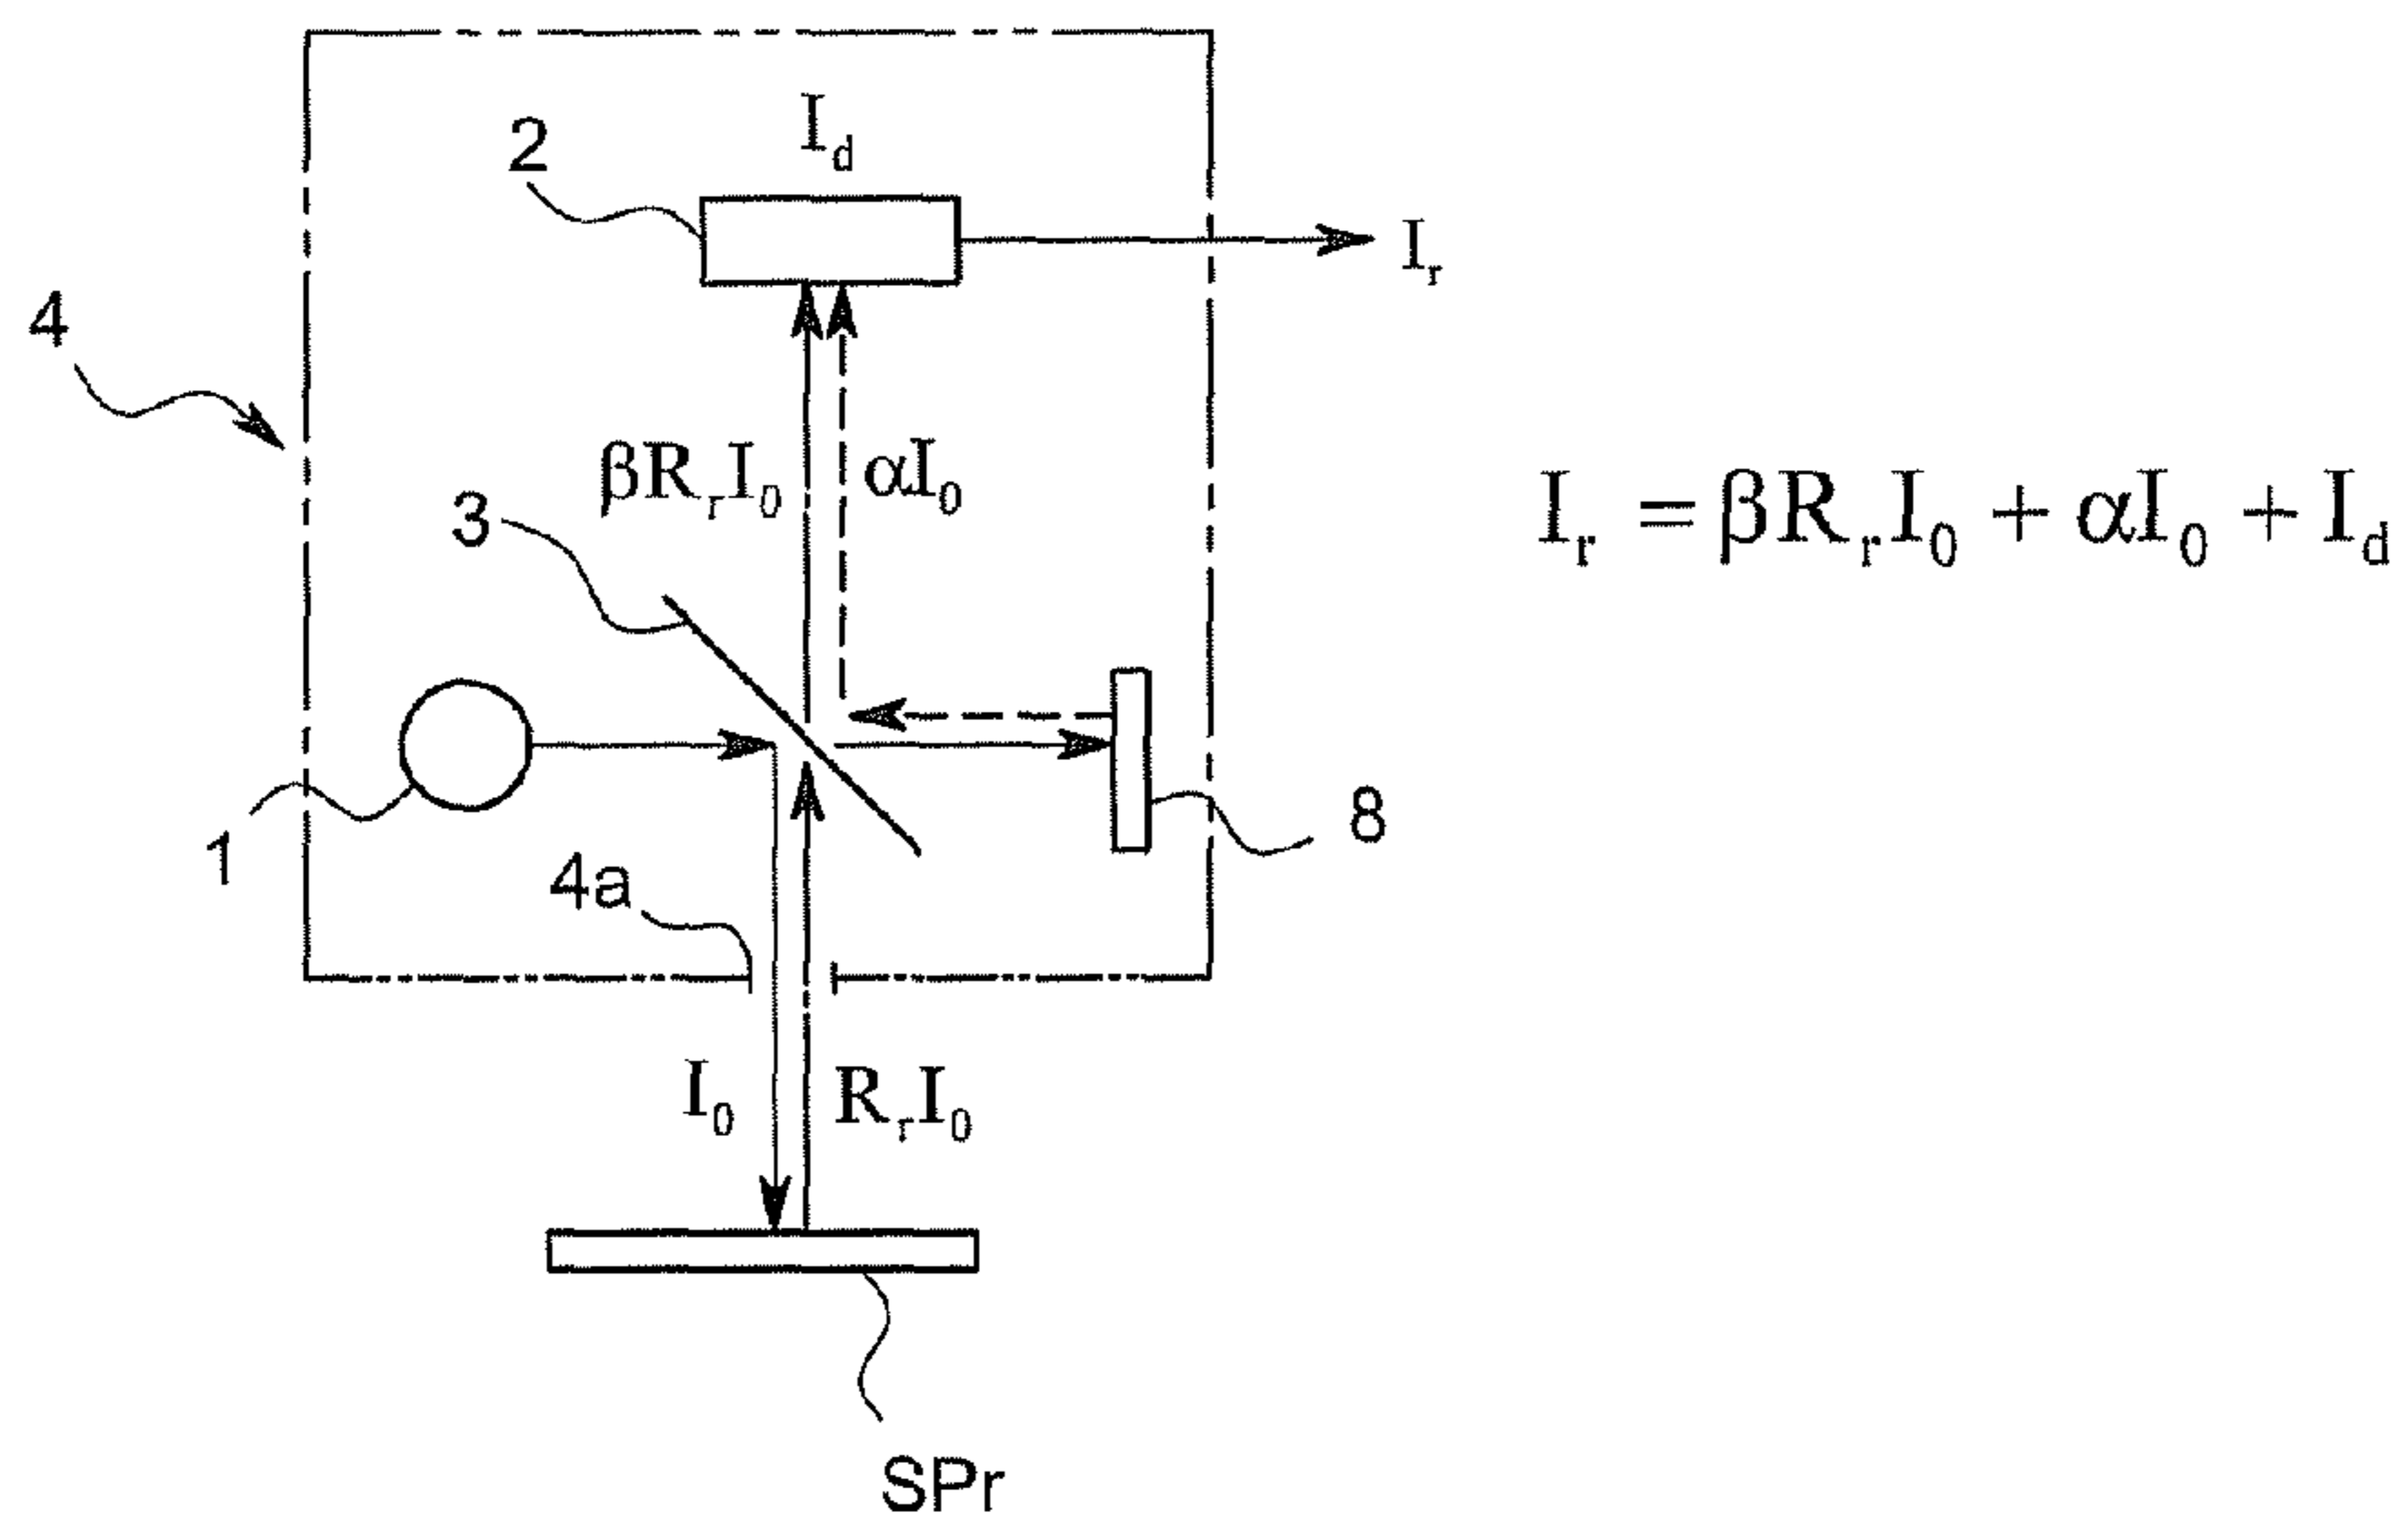 I_d
2
I_r
4
βR_rI_0
αI_0
I_r = βR_rI_0 + αI_0 + I_d
3
1
8
4a
I_0
R_rI_0
SPr